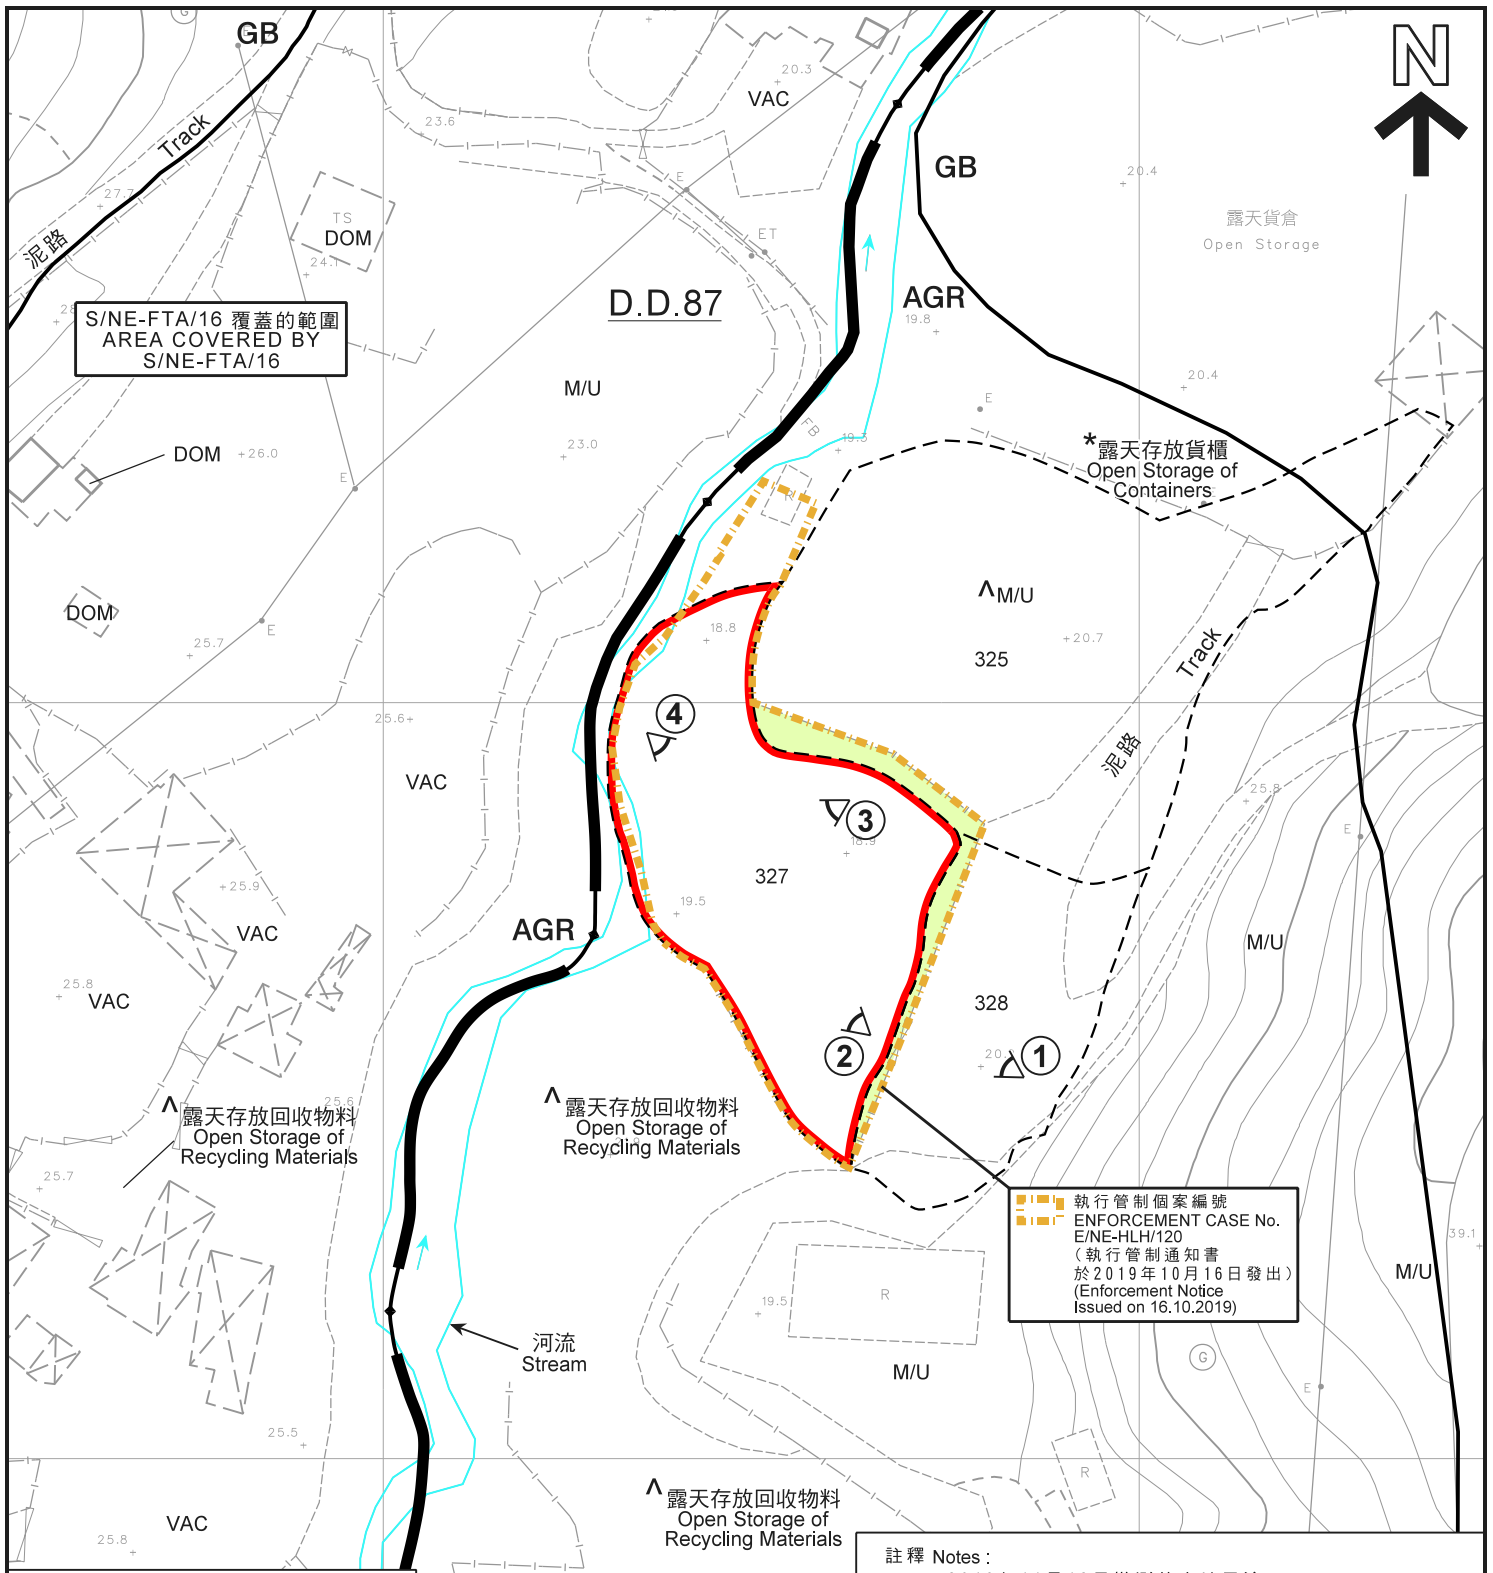 GB
N
Track
泥路
27.7
23.6
20.3
VAC
GB
20.4
露天貨倉
Open Storage
TS
DOM
24.1
E
ET
D.D.87
AGR
19.8
S/NE-FTA/16 覆蓋的範圍
AREA COVERED BY
S/NE-FTA/16
M/U
20.4
E
DOM
26.0
E
23.0
FB
19.3
*露天存放貨櫃
Open Storage of
Containers
E
R
DOM
25.7
E
18.8
^M/U
20.7
325
Track
泥路
25.6
4
VAC
3
18.9
25.8
E
327
25.9
19.5
VAC
AGR
M/U
25.8
VAC
328
2
20.2
1
^露天存放回收物料
Open Storage of
Recycling Materials
25.6
^露天存放回收物料
Open Storage of
Recycling Materials
25.7
執行管制個案編號
ENFORCEMENT CASE No.
E/NE-HLH/120
(執行管制通知書
於2019年10月16日發出)
(Enforcement Notice
Issued on 16.10.2019)
39.1
M/U
19.5
R
河流
Stream
M/U
G
E
25.5
R
^露天存放回收物料
Open Storage of
Recycling Materials
VAC
25.8
註釋 Notes :